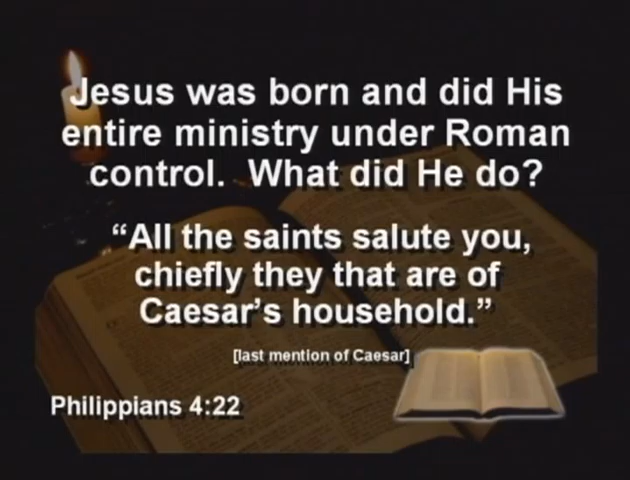 Jesus was born and did His
entire ministry under Roman
control.  What did He do?
“All the saints salute you,
chiefly they that are of
Caesar’s household.”
[last mention of Caesar]
Philippians 4:22